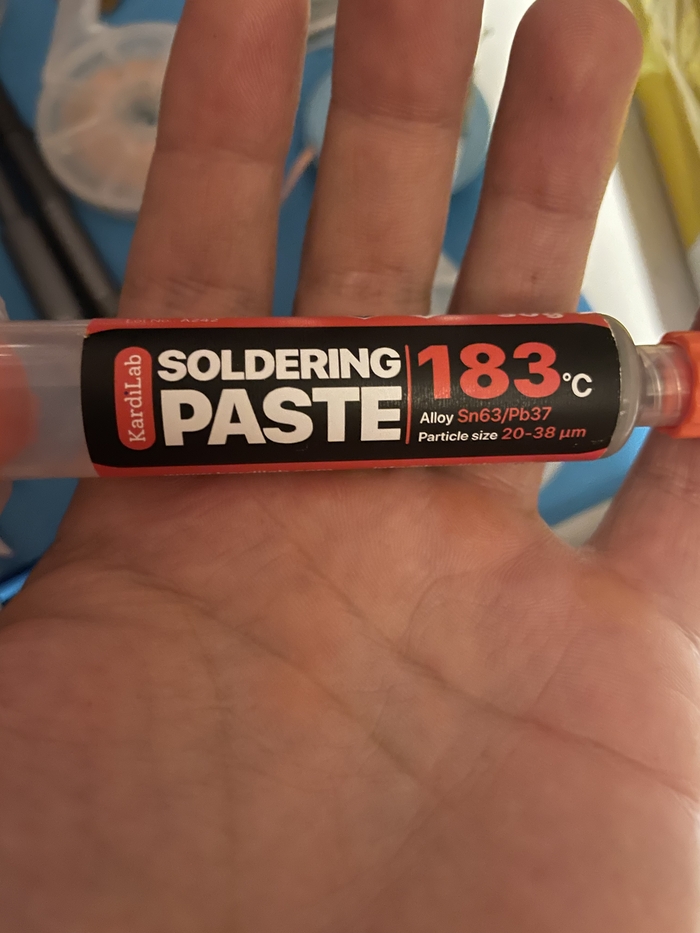 KardiLab
SOLDERING
PASTE
183°C
Alloy Sn63/Pb37
Particle size 20-38 µm